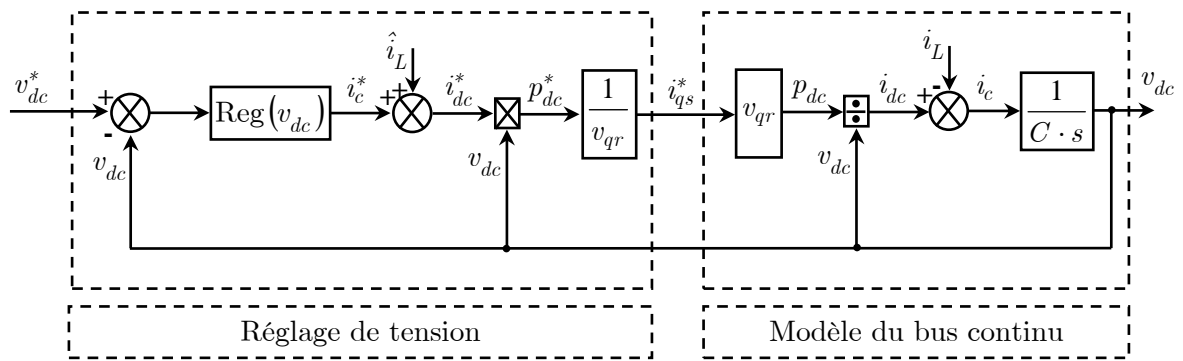 v*dc
+
-
vdc
Reg(vdc)
i*c
îL
+
+
i*dc
p*dc
vdc
1
vqr
i*qs
vqr
pdc
÷
vdc
idc
iL
+
-
ic
1
C · s
vdc
Réglage de tension
Modèle du bus continu